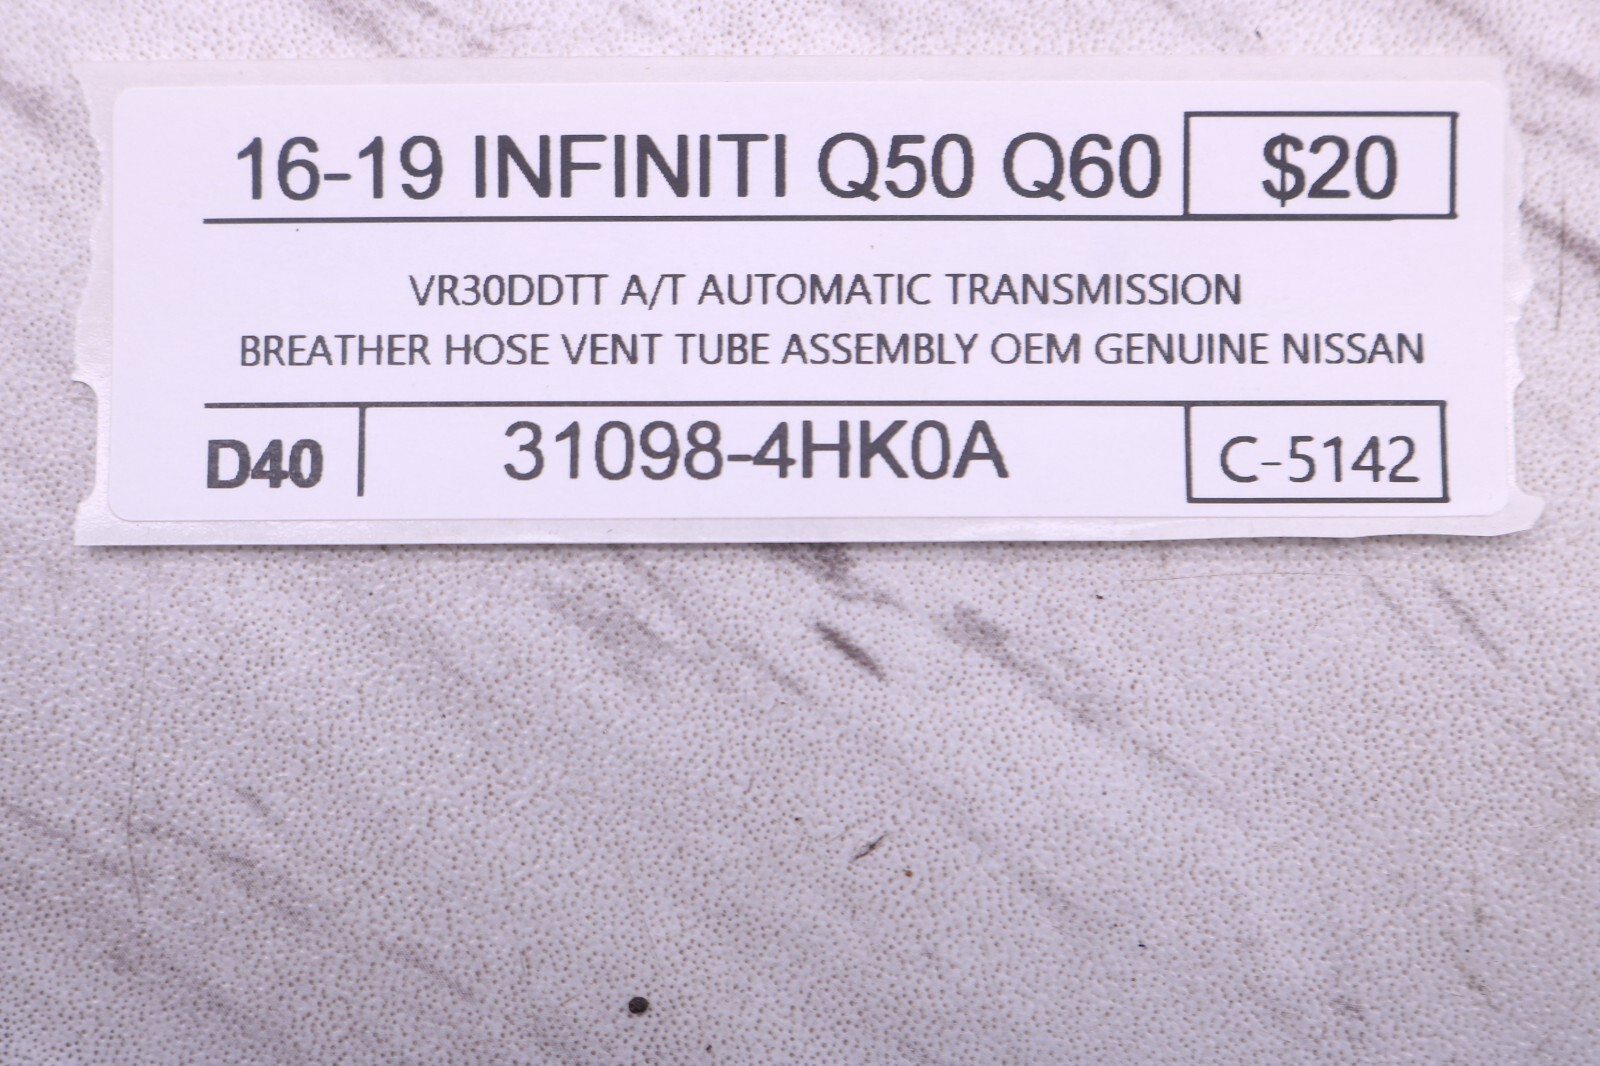 16-19 INFINITI Q50 Q60 $20
VR30DDTT A/T AUTOMATIC TRANSMISSION
BREATHER HOSE VENT TUBE ASSEMBLY OEM GENUINE NISSAN
D40 31098-4HK0A C-5142